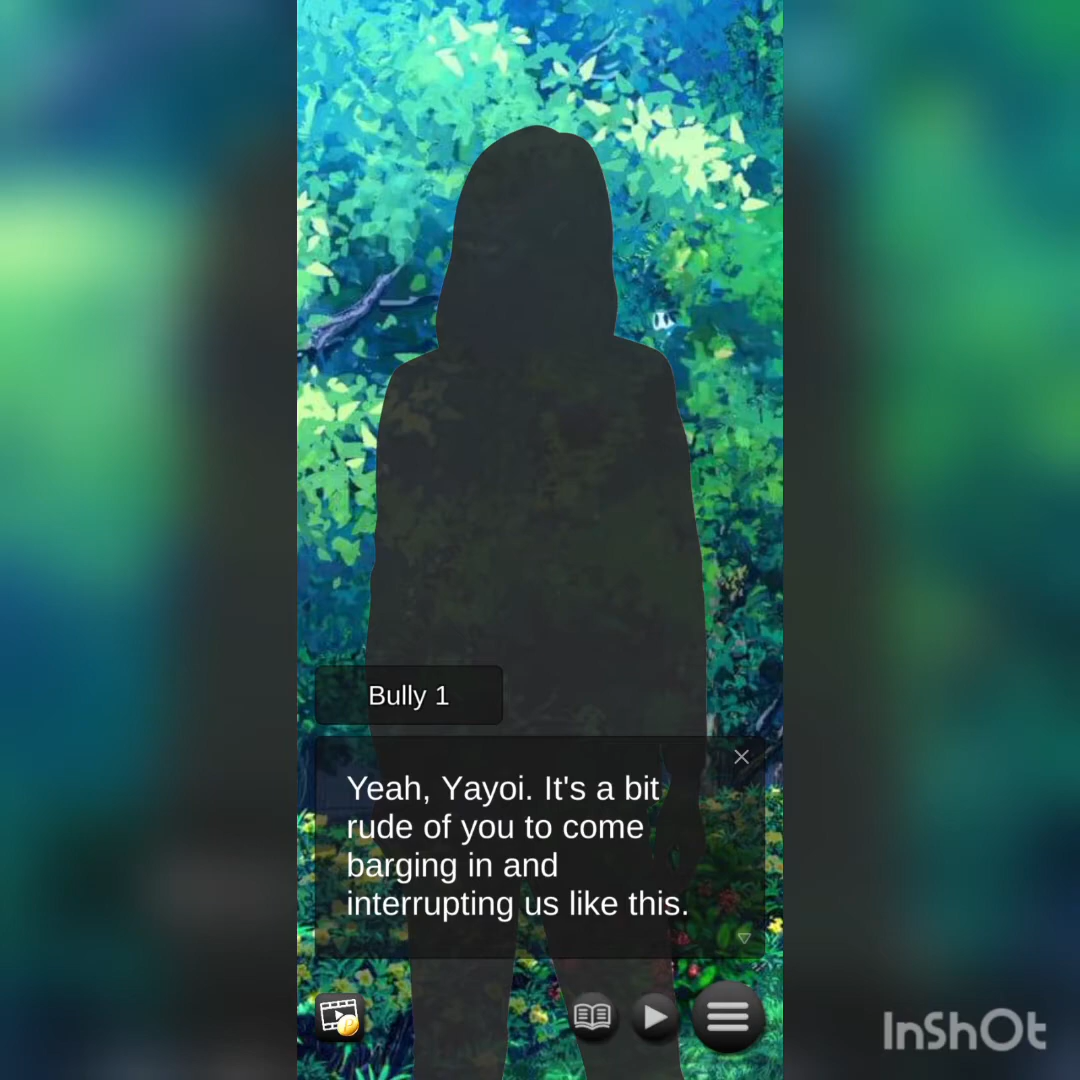 Bully 1
Yeah, Yayoi. It's a bit
rude of you to come
barging in and
interrupting us like this.
InShOt